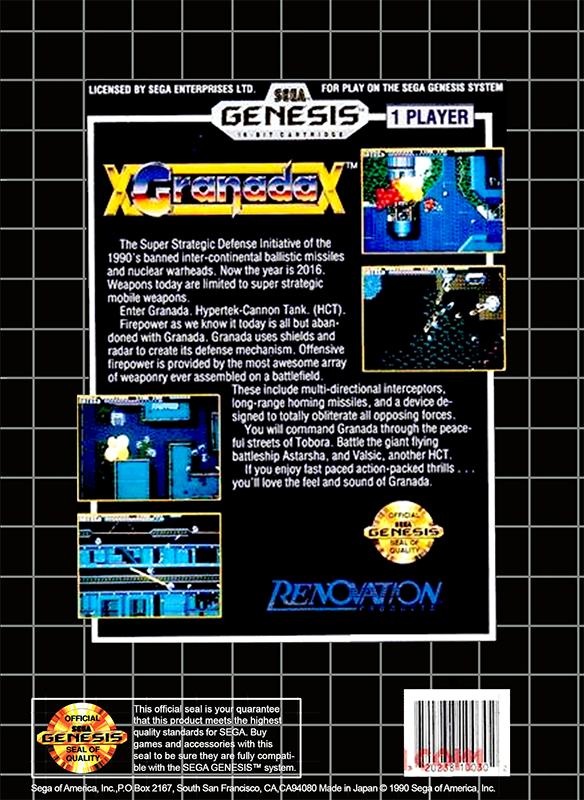 LICENSED BY SEGA ENTERPRISES LTD.
FOR PLAY ON THE SEGA GENESIS SYSTEM
SEGA
GENESIS™
16-BIT CARTRIDGE
1 PLAYER
XGranadaX™
The Super Strategic Defense Initiative of the
1990's banned inter-continental ballistic missiles
and nuclear warheads. Now the year is 2016.
Weapons today are limited to super strategic
mobile weapons.
Enter Granada. Hypertek-Cannon Tank. (HCT).
Firepower as we know it today is all but aban-
doned with Granada. Granada uses shields and
radar to create its defense mechanism. Offensive
firepower is provided by the most awesome array
of weaponry ever assembled on a battlefield.
These include multi-directional interceptors,
long-range homing missiles, and a device de-
signed to totally obliterate all opposing forces.
You will command Granada through the peace-
ful streets of Tobora. Battle the giant flying
battleship Astarsha, and Valsic, another HCT.
If you enjoy fast paced action-packed thrills . . .
you'll love the feel and sound of Granada.
OFFICIAL
SEGA
GENESIS
SEAL OF
QUALITY
RENOVATION
PRODUCTS
OFFICIAL
SEGA
GENESIS
SEAL OF
QUALITY
This official seal is your quarantee
that this product meets the highest
quality standards for SEGA. Buy
games and accessories with this
seal to be sure they are fully compati-
ble with the SEGA GENESIS™ system.
Sega of America, Inc.,P.O Box 2167, South San Francisco, CA,CA94080 Made in Japan © 1990 Sega of America, Inc.